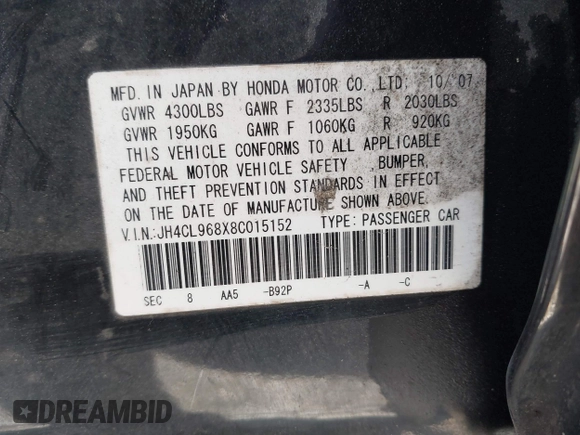 MFD. IN JAPAN BY HONDA MOTOR CO., LTD; 10/'07
GVWR 4300LBS GAWR F 2335LBS R 2030LBS
GVWR 1950KG GAWR F 1060KG R 920KG
THIS VEHICLE CONFORMS TO ALL APPLICABLE
FEDERAL MOTOR VEHICLE SAFETY ,BUMPER,
AND THEFT PREVENTION STANDARDS IN EFFECT
ON THE DATE OF MANUFACTURE SHOWN ABOVE.
V.I.N.:JH4CL968X8C015152 TYPE: PASSENGER CAR
SEC 8 AA5 -B92P -A -C
DREAMBID